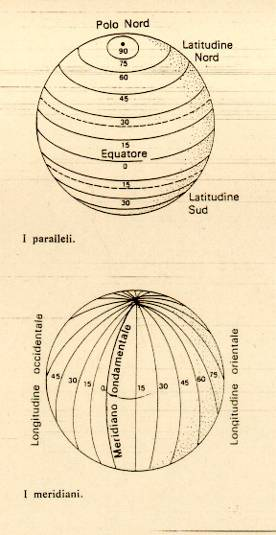 Polo Nord
90
Latitudine
Nord
75
60
45
30
15
Equatore
0
15
30
Latitudine
Sud
I paralleli.
Longitudine occidentale
45 30 15 0 15 30 45 60 75
Meridiano fondamentale
Longitudine orientale
I meridiani.